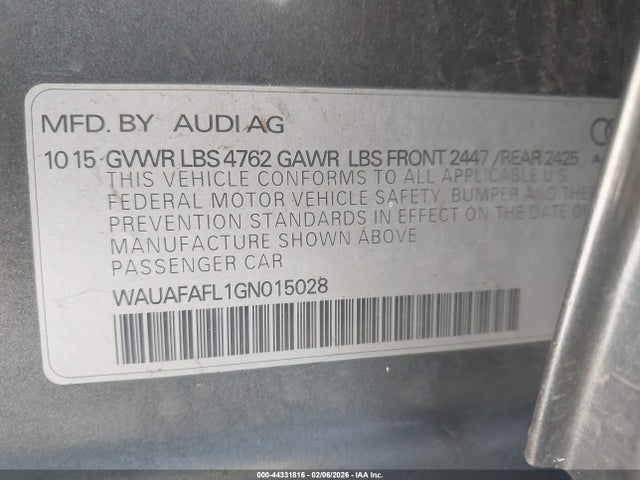 MFD. BY AUDI AG
10 15 GVWR LBS 4762 GAWR LBS FRONT 2447 /REAR 2425
THIS VEHICLE CONFORMS TO ALL APPLICABLE U.S.
FEDERAL MOTOR VEHICLE SAFETY, BUMPER AND THEFT
PREVENTION STANDARDS IN EFFECT ON THE DATE OF
MANUFACTURE SHOWN ABOVE
PASSENGER CAR
WAUAFAFL1GN015028
000-44331816 - 02/06/2026 - COPART